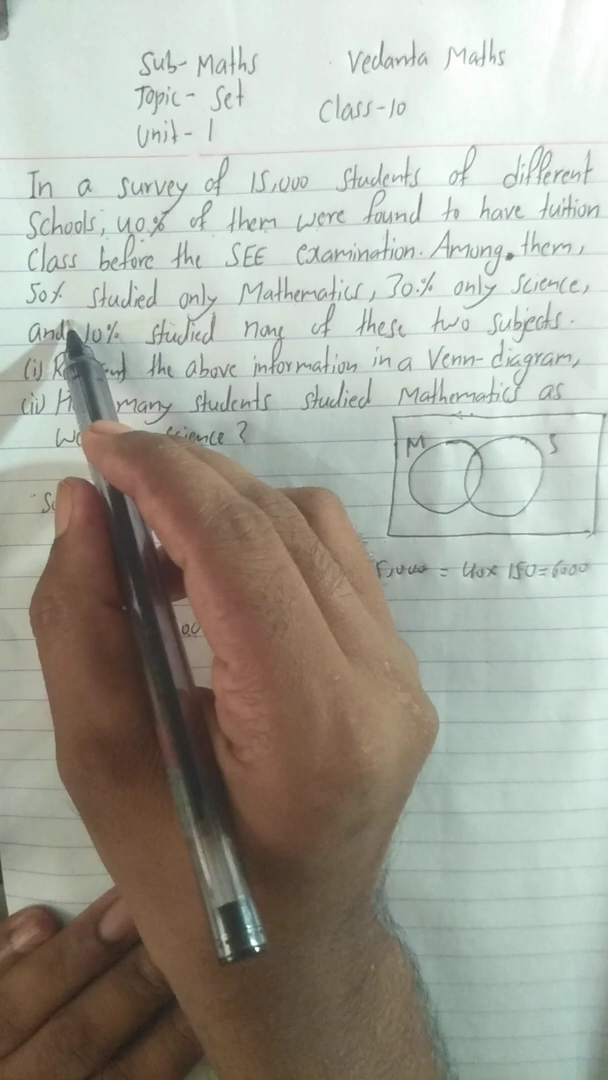 Sub- Maths
Vedanta Maths
Topic- Set
Class-10
Unit- 1
In a survey of 15,000 students of different
Schools, 40% of them were found to have tuition
Class before the SEE examination. Among them,
50% studied only Mathematics, 30% only science,
and 10% studied none of these two subjects.
(i) the above information in a Venn-diagram,
(ii) many students studied Mathematics as
science?
M S
= 40x 150=6000